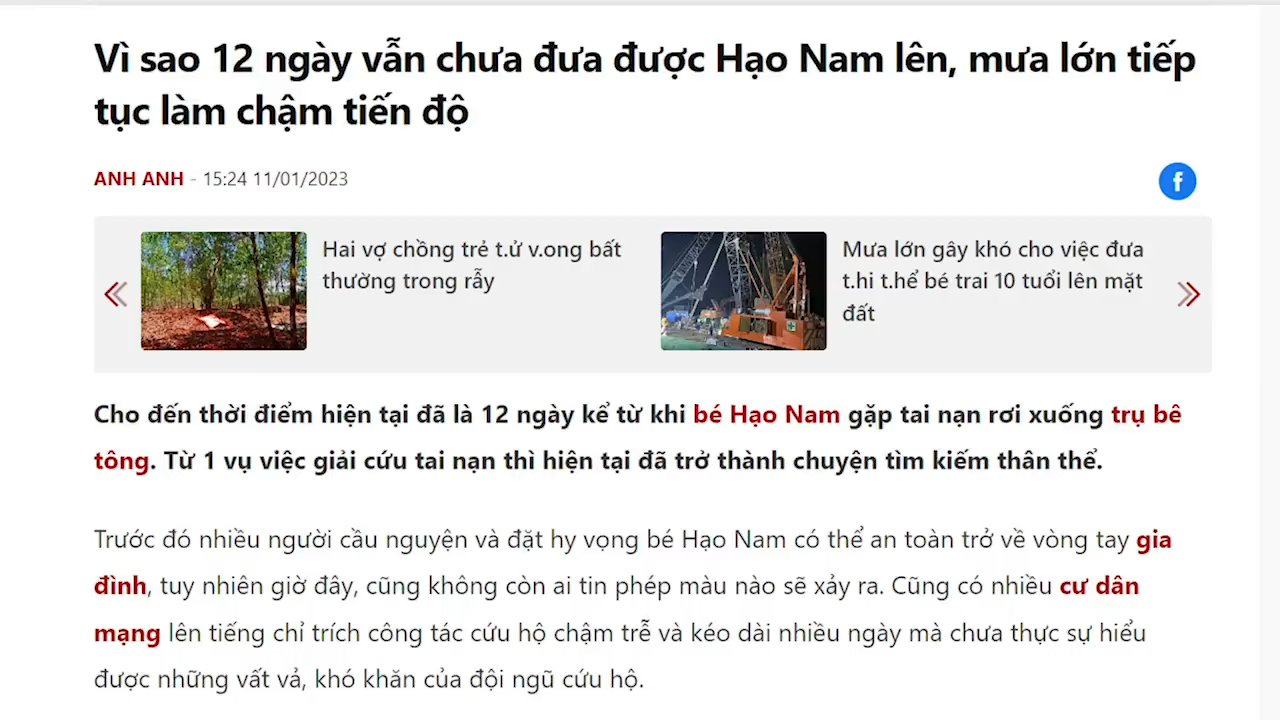 Vì sao 12 ngày vẫn chưa đưa được Hạo Nam lên, mưa lớn tiếp
tục làm chậm tiến độ
ANH ANH - 15:24 11/01/2023
Hai vợ chồng trẻ t.ử v.ong bất
thường trong rẫy
Mưa lớn gây khó cho việc đưa
t.hi t.hể bé trai 10 tuổi lên mặt
đất
Cho đến thời điểm hiện tại đã là 12 ngày kể từ khi bé Hạo Nam gặp tai nạn rơi xuống trụ bê
tông. Từ 1 vụ việc giải cứu tai nạn thì hiện tại đã trở thành chuyện tìm kiếm thân thể.
Trước đó nhiều người cầu nguyện và đặt hy vọng bé Hạo Nam có thể an toàn trở về vòng tay gia
đình, tuy nhiên giờ đây, cũng không còn ai tin phép màu nào sẽ xảy ra. Cũng có nhiều cư dân
mạng lên tiếng chỉ trích công tác cứu hộ chậm trễ và kéo dài nhiều ngày mà chưa thực sự hiểu
được những vất vả, khó khăn của đội ngũ cứu hộ.